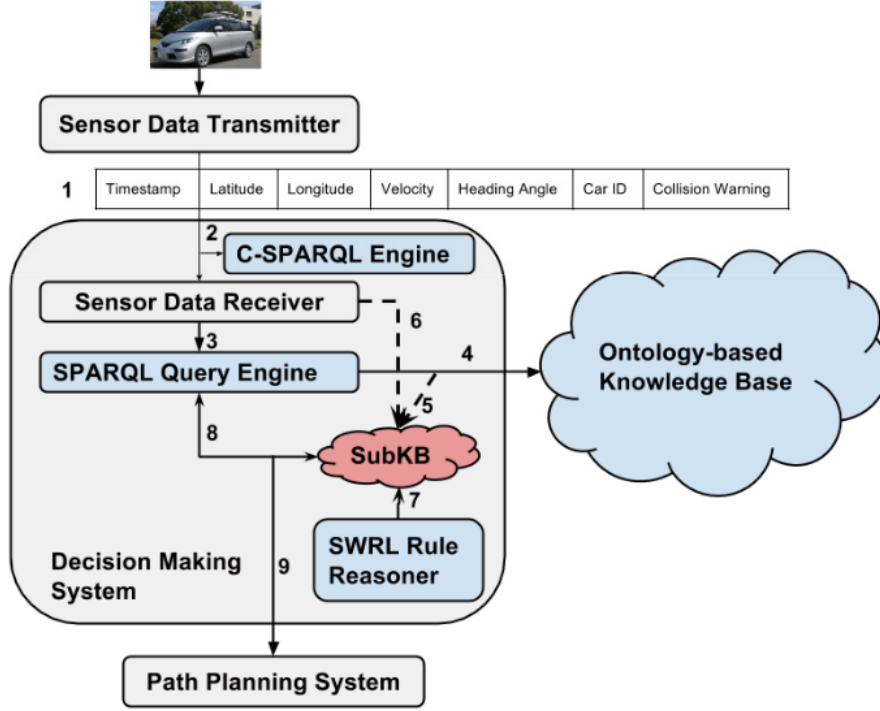 Sensor Data Transmitter
1
Timestamp
Latitude
Longitude
Velocity
Heading Angle
Car ID
Collision Warning
2
C-SPARQL Engine
Sensor Data Receiver
6
3
4
SPARQL Query Engine
Ontology-based
Knowledge Base
5
8
SubKB
7
SWRL Rule
Reasoner
Decision Making
System
9
Path Planning System